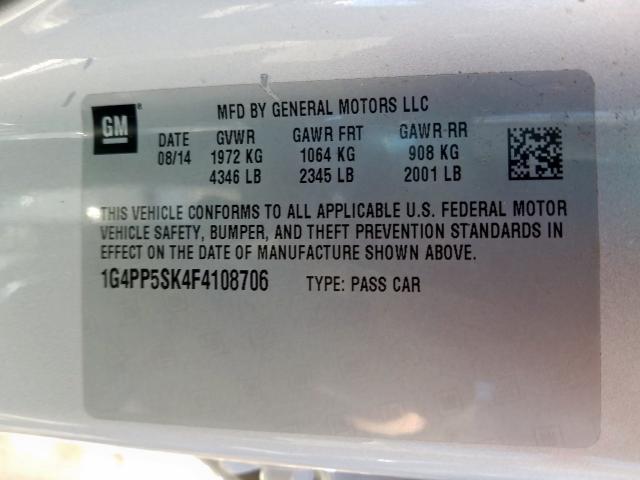 MFD BY GENERAL MOTORS LLC
GM ®
DATE GVWR GAWR FRT GAWR RR
08/14 1972 KG 1064 KG 908 KG
4346 LB 2345 LB 2001 LB
THIS VEHICLE CONFORMS TO ALL APPLICABLE U.S. FEDERAL MOTOR
VEHICLE SAFETY, BUMPER, AND THEFT PREVENTION STANDARDS IN
EFFECT ON THE DATE OF MANUFACTURE SHOWN ABOVE.
1G4PP5SK4F4108706 TYPE: PASS CAR